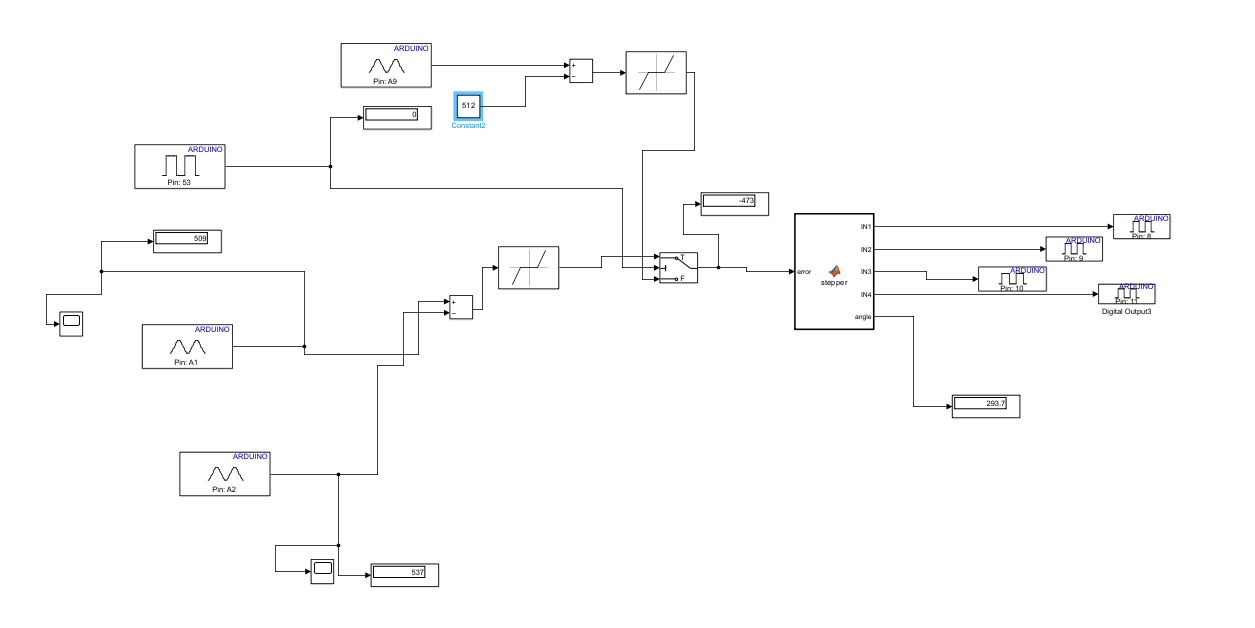 ARDUINO
Pin: A9
+
−
512
Constant2
0
ARDUINO
Pin: 53
509
-473
T
F
+
−
ARDUINO
Pin: A1
error
stepper
IN1
IN2
IN3
IN4
angle
ARDUINO
Pin: 8
ARDUINO
Pin: 9
ARDUINO
Pin: 10
ARDUINO
Pin: 11
Digital Output3
293.7
ARDUINO
Pin: A2
537